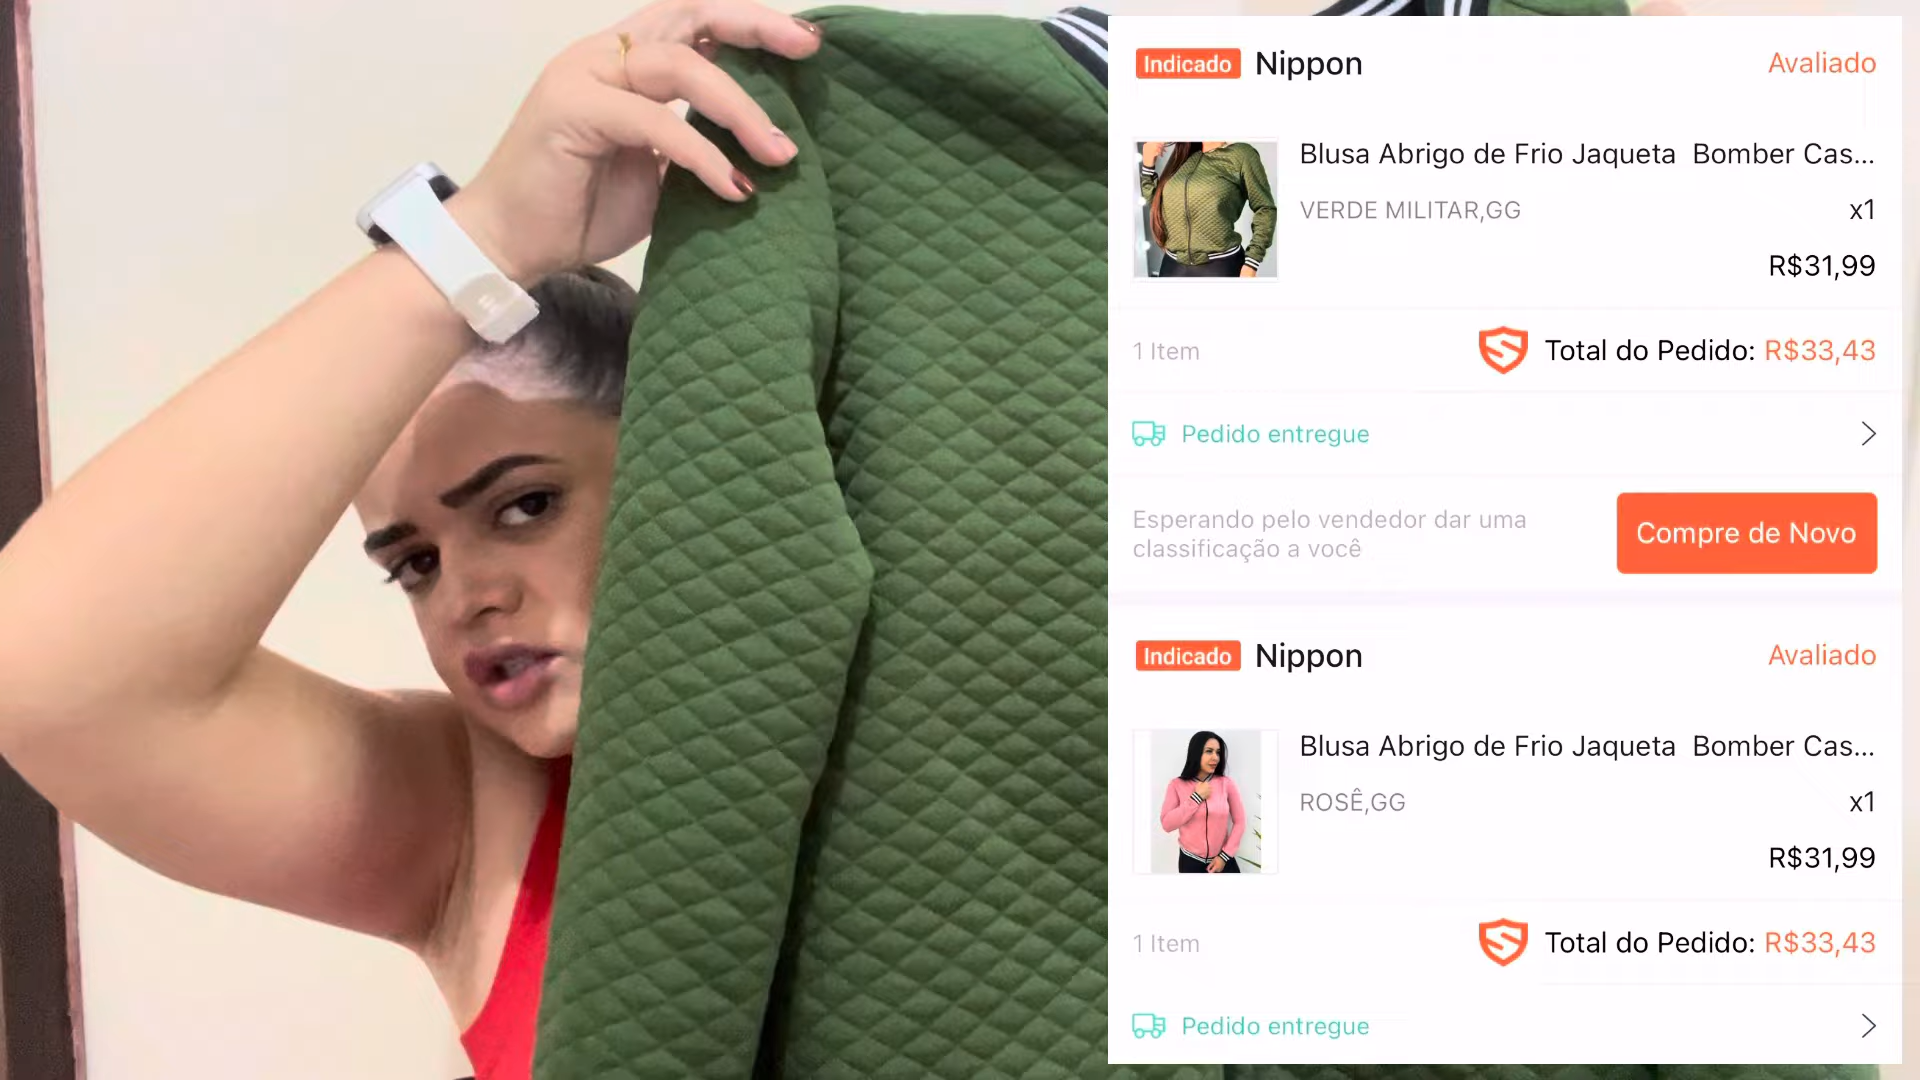 Indicado Nippon Avaliado
Blusa Abrigo de Frio Jaqueta Bomber Cas...
VERDE MILITAR,GG x1
R$31,99
1 Item Total do Pedido: R$33,43
Pedido entregue
Esperando pelo vendedor dar uma
classificação a você
Compre de Novo
Indicado Nippon Avaliado
Blusa Abrigo de Frio Jaqueta Bomber Cas...
ROSÊ,GG x1
R$31,99
1 Item Total do Pedido: R$33,43
Pedido entregue